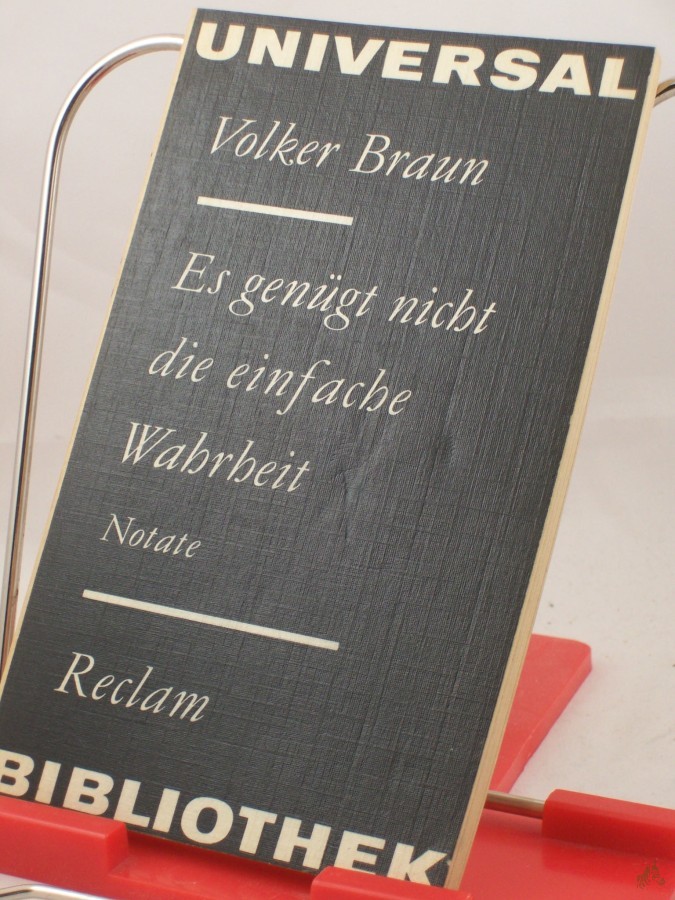 UNIVERSAL
Volker Braun
Es genügt nicht
die einfache
Wahrheit
Notate
Reclam
BIBLIOTHEK